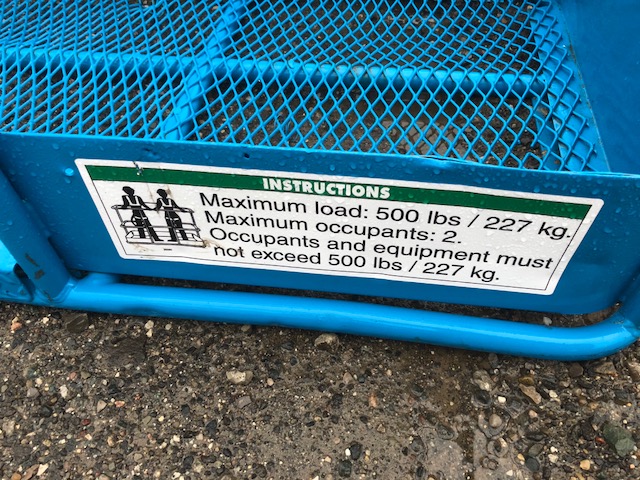 INSTRUCTIONS
Maximum load: 500 lbs / 227 kg.
Maximum occupants: 2.
Occupants and equipment must
not exceed 500 lbs / 227 kg.